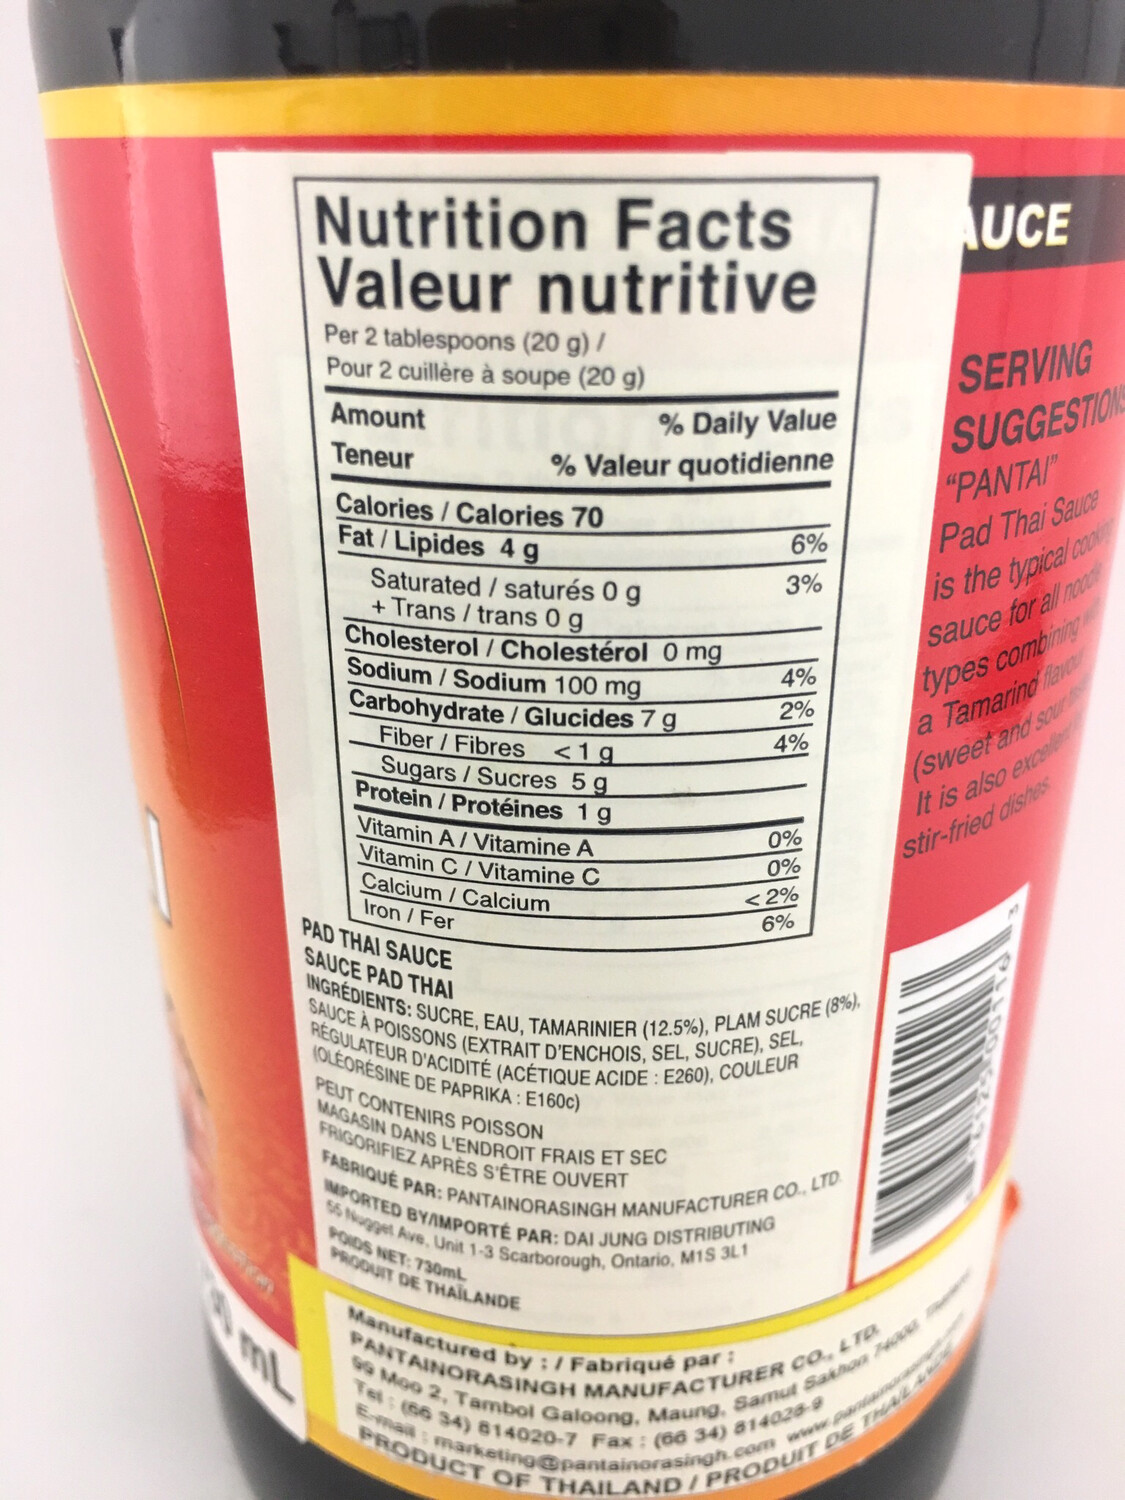 Nutrition Facts
Valeur nutritive
Per 2 tablespoons (20 g) /
Pour 2 cuillère à soupe (20 g)
Amount % Daily Value
Teneur % Valeur quotidienne
Calories / Calories 70
Fat / Lipides 4 g 6%
Saturated / saturés 0 g 3%
+ Trans / trans 0 g
Cholesterol / Cholestérol 0 mg
Sodium / Sodium 100 mg 4%
Carbohydrate / Glucides 7 g 2%
Fiber / Fibres < 1 g 4%
Sugars / Sucres 5 g
Protein / Protéines 1 g
Vitamin A / Vitamine A 0%
Vitamin C / Vitamine C 0%
Calcium / Calcium < 2%
Iron / Fer 6%
PAD THAI SAUCE
SAUCE PAD THAI
INGRÉDIENTS: SUCRE, EAU, TAMARINIER (12.5%), PLAM SUCRE (8%),
SAUCE À POISSONS (EXTRAIT D'ENCHOIS, SEL, SUCRE), SEL,
RÉGULATEUR D'ACIDITÉ (ACÉTIQUE ACIDE : E260), COULEUR
(OLÉORÉSINE DE PAPRIKA : E160c)
PEUT CONTENIRS POISSON
MAGASIN DANS L'ENDROIT FRAIS ET SEC
FRIGORIFIEZ APRÈS S'ÊTRE OUVERT
FABRIQUÉ PAR: PANTAINORASINGH MANUFACTURER CO., LTD.
IMPORTED BY/IMPORTÉ PAR: DAI JUNG DISTRIBUTING
55 Nugget Ave, Unit 1-3 Scarborough, Ontario, M1S 3L1
POIDS NET: 730mL
PRODUIT DE THAÏLANDE
Manufactured by : / Fabriqué par :
PANTAINORASINGH MANUFACTURER CO., LTD.
99 Moo 2, Tambol Galoong, Maung, Samut Sakhon 74000,
Tel : (66 34) 814020-7 Fax : (66 34) 814028-9
E-mail : marketing@pantainorasingh.com
PRODUCT OF THAILAND / PRODUIT DE THAÏLANDE
AUCE
SERVING
SUGGESTIONS
"PANTAI"
Pad Thai Sauce
is the typical cooking
sauce for all noodle
types combining
a Tamarind flavour
(sweet and sour
It is also excellent
stir-fried dishes.
mL